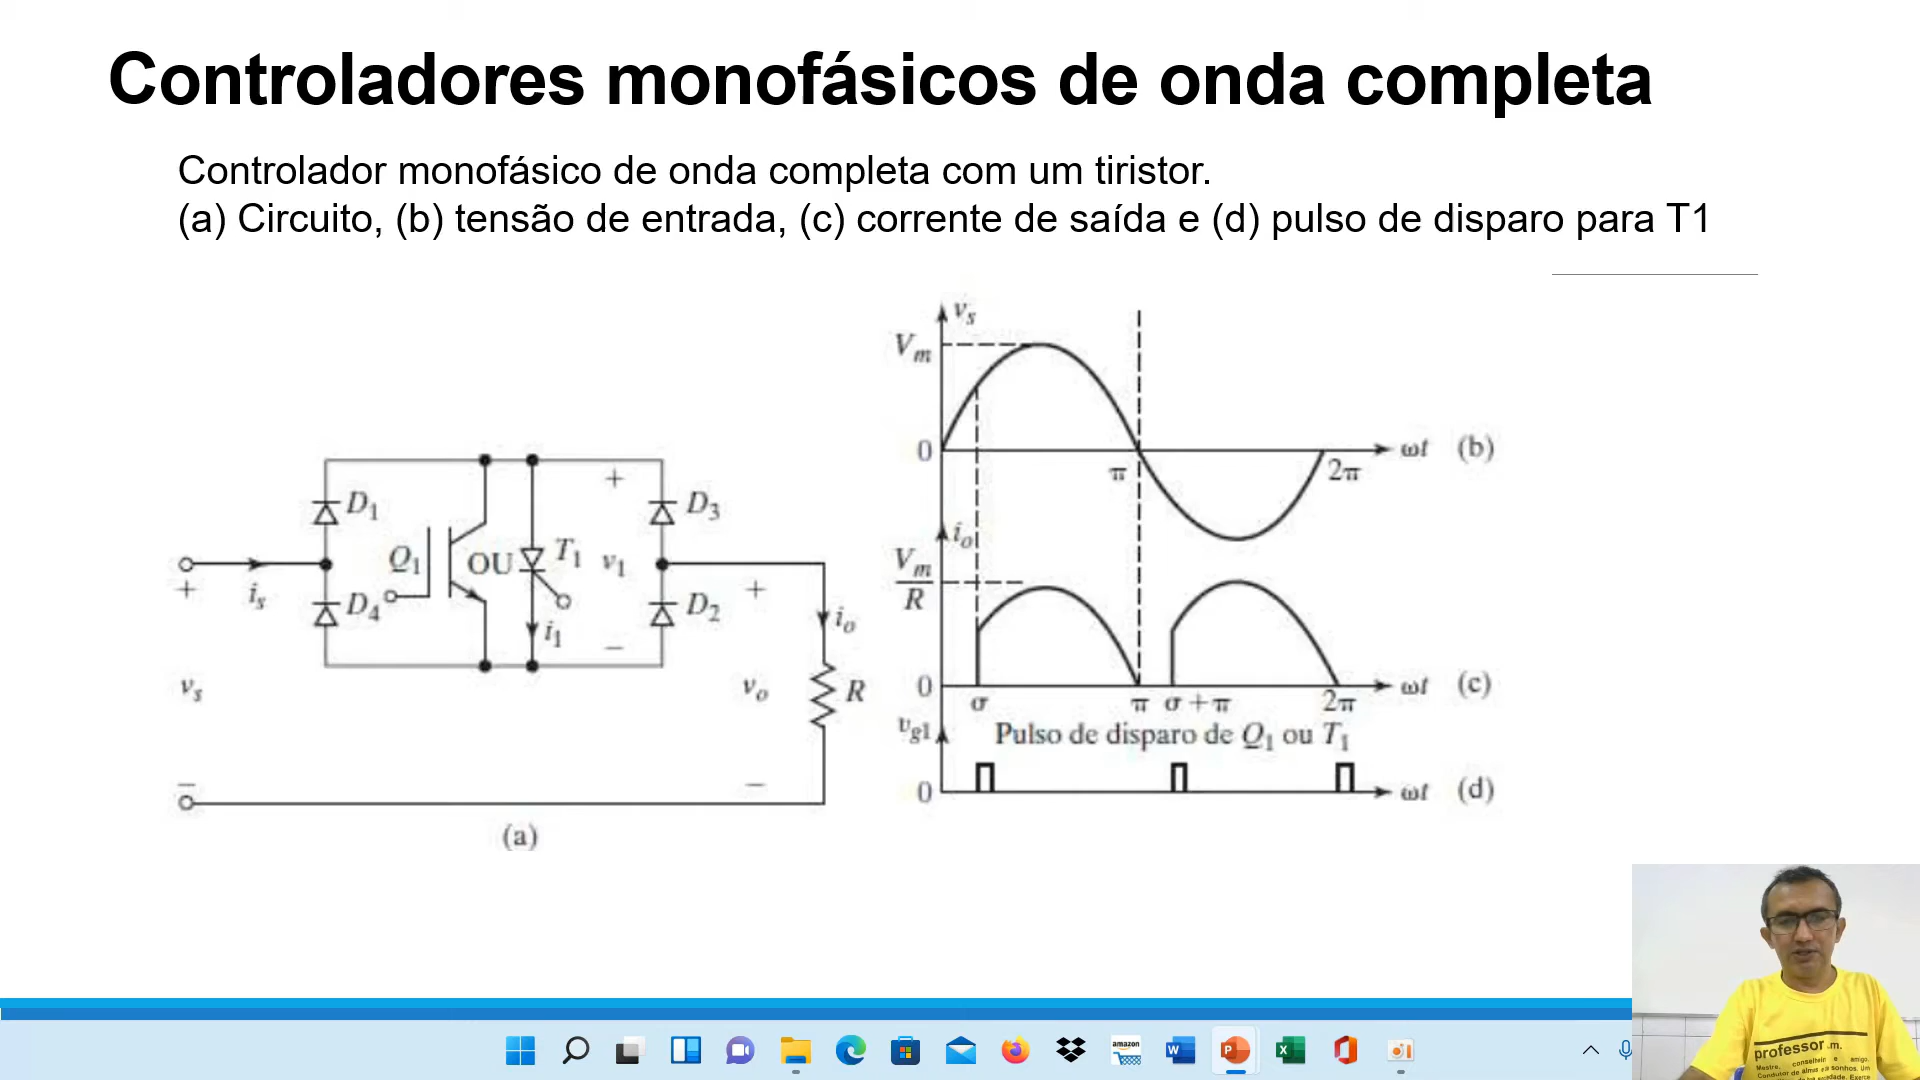 Controladores monofásicos de onda completa
Controlador monofásico de onda completa com um tiristor.
(a) Circuito, (b) tensão de entrada, (c) corrente de saída e (d) pulso de disparo para T1
+
−
+
−
+
−
D₁
D₃
D₄
D₂
Q₁
OU
T₁
v₁
i₁
iₛ
vₛ
iₒ
vₒ
R
(a)
vₛ
Vₘ
0
π
2π
ωt
(b)
iₒ
Vₘ
R
0
σ
π
σ + π
2π
ωt
(c)
v_g1
Pulso de disparo de Q₁ ou T₁
0
ωt
(d)
amazon
professor .m.